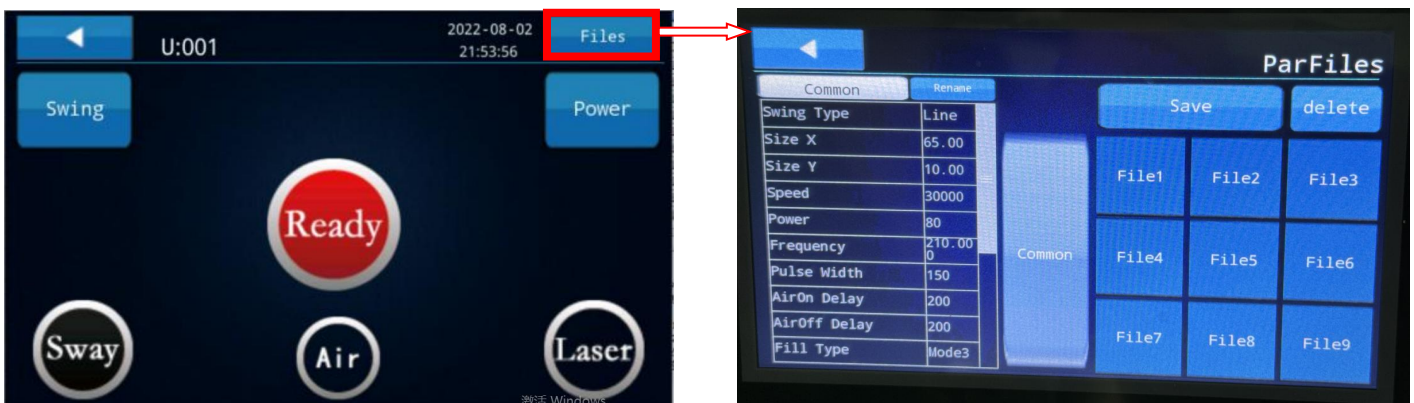 U:001
2022-08-02
21:53:56
Files
Swing
Power
Ready
Sway
Air
Laser
激活 Windows
ParFiles
Common
Rename
Save
delete
Swing Type Line
Size X 65.00
Size Y 10.00
Speed 30000
Power 80
Frequency 210.00
0
Pulse Width 150
AirOn Delay 200
AirOff Delay 200
Fill Type Mode3
Common
File1 File2 File3
File4 File5 File6
File7 File8 File9